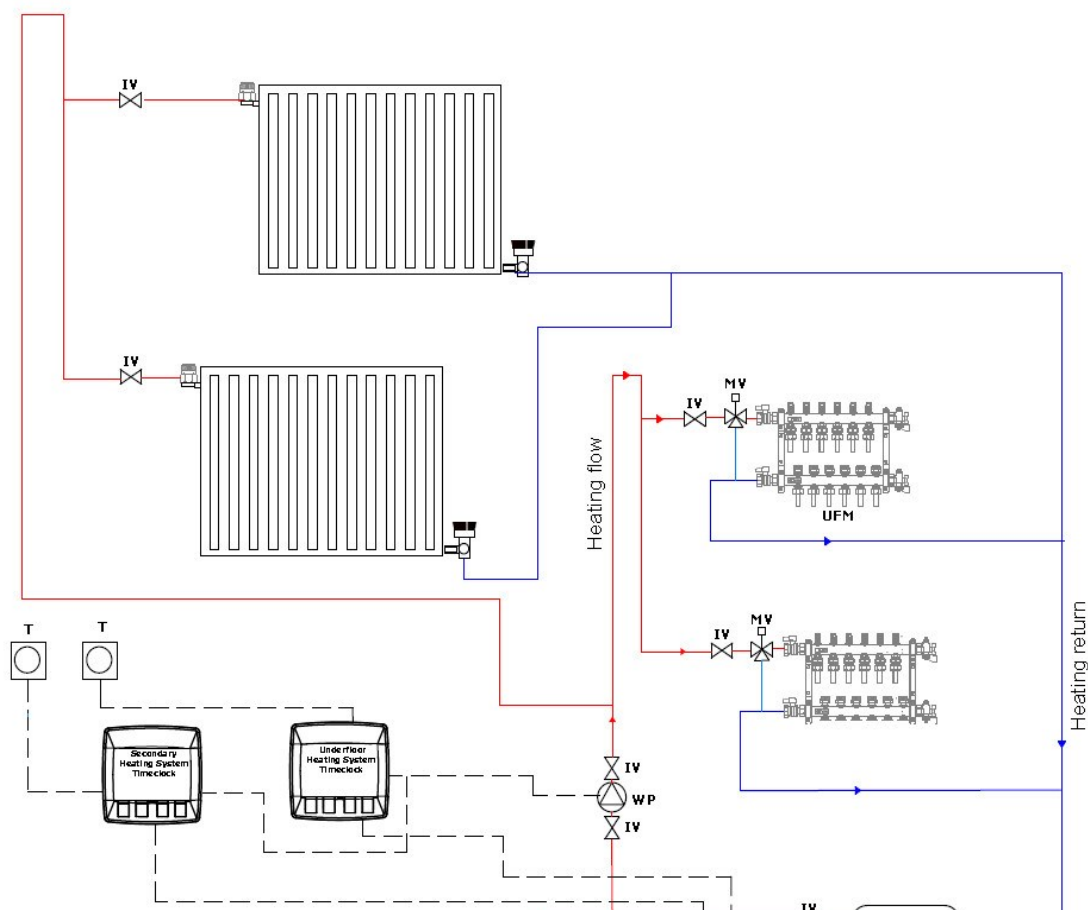 IV
IV
MV
IV
Heating flow
UFM
MV
IV
T
T
Heating return
Secondary
Heating System
Timeclock
Underfloor
Heating System
Timeclock
IV
WP
IV
IV